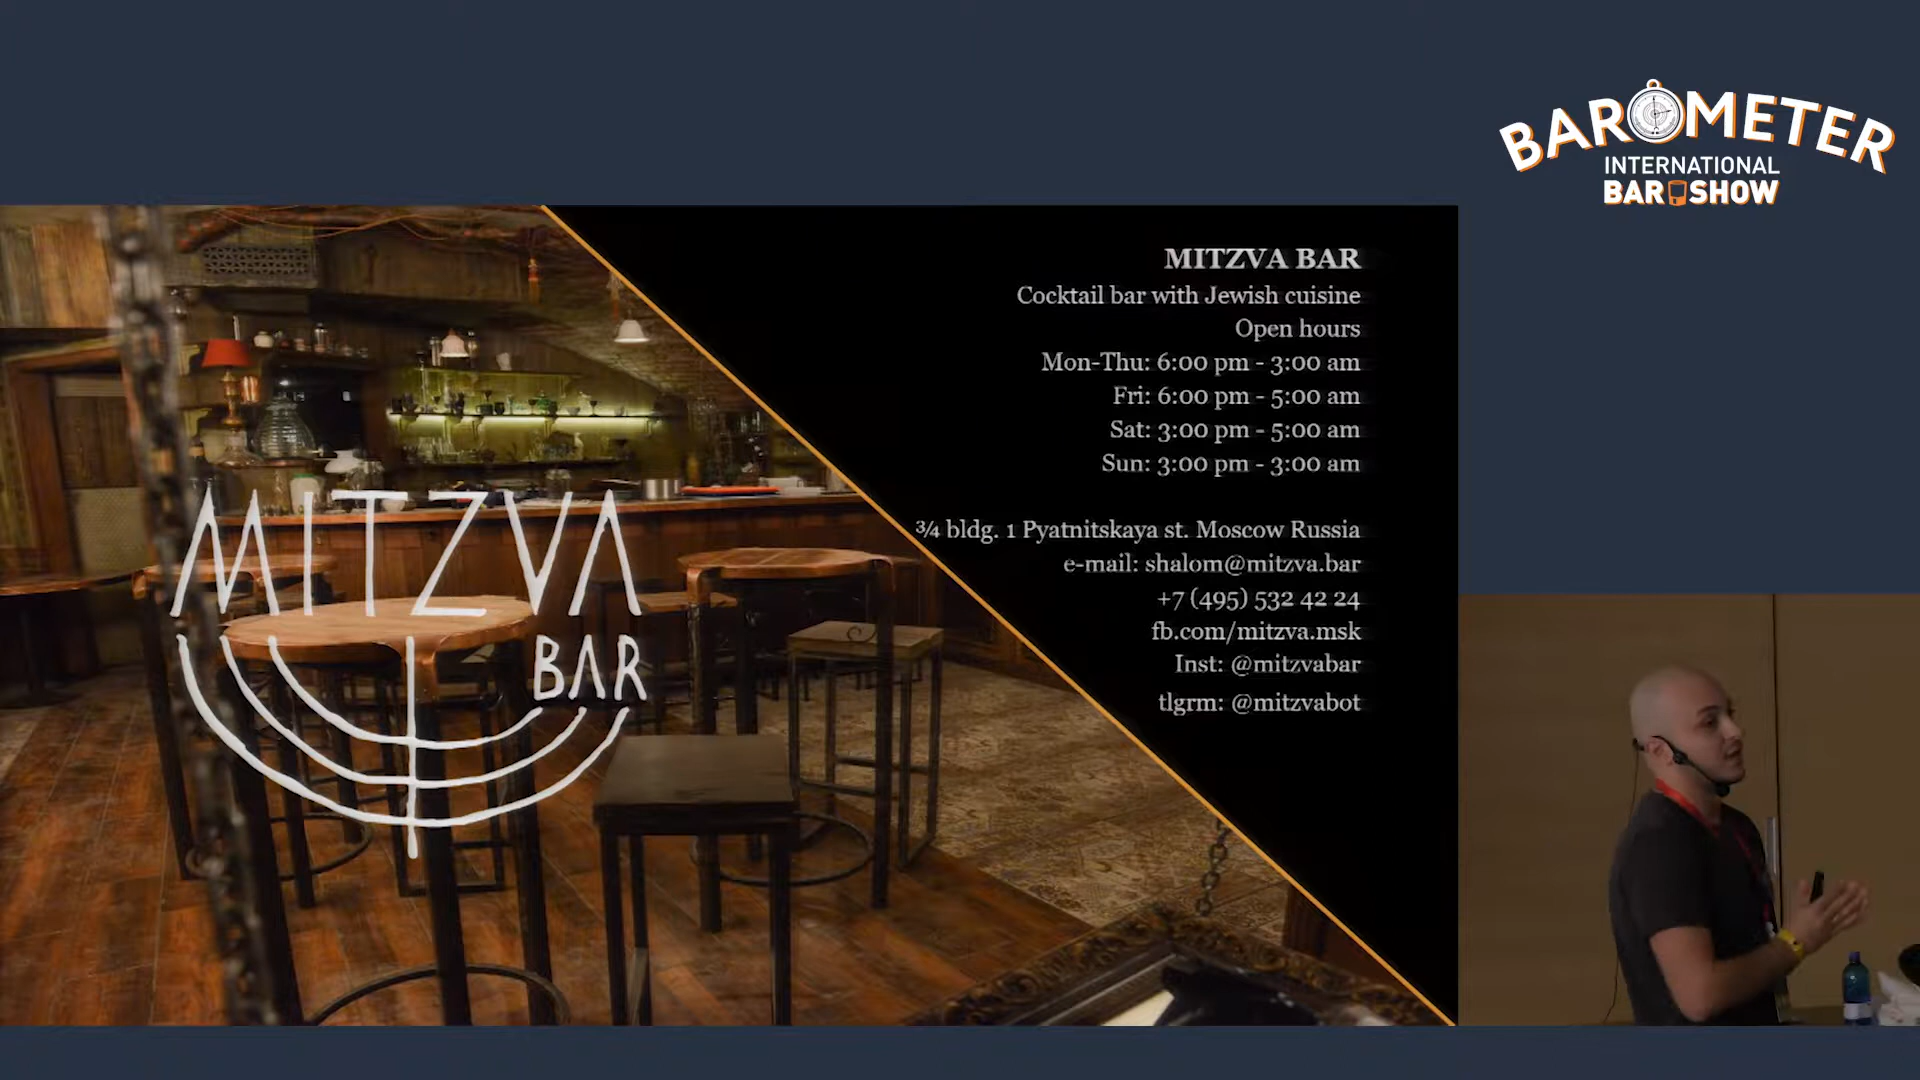 BAROMETER
INTERNATIONAL
BAR SHOW
MITZVA BAR
Cocktail bar with Jewish cuisine
Open hours
Mon-Thu: 6:00 pm - 3:00 am
Fri: 6:00 pm - 5:00 am
Sat: 3:00 pm - 5:00 am
Sun: 3:00 pm - 3:00 am
¾ bldg. 1 Pyatnitskaya st. Moscow Russia
e-mail: shalom@mitzva.bar
+7 (495) 532 42 24
fb.com/mitzva.msk
Inst: @mitzvabar
tlgrm: @mitzvabot
MITZVA
BAR